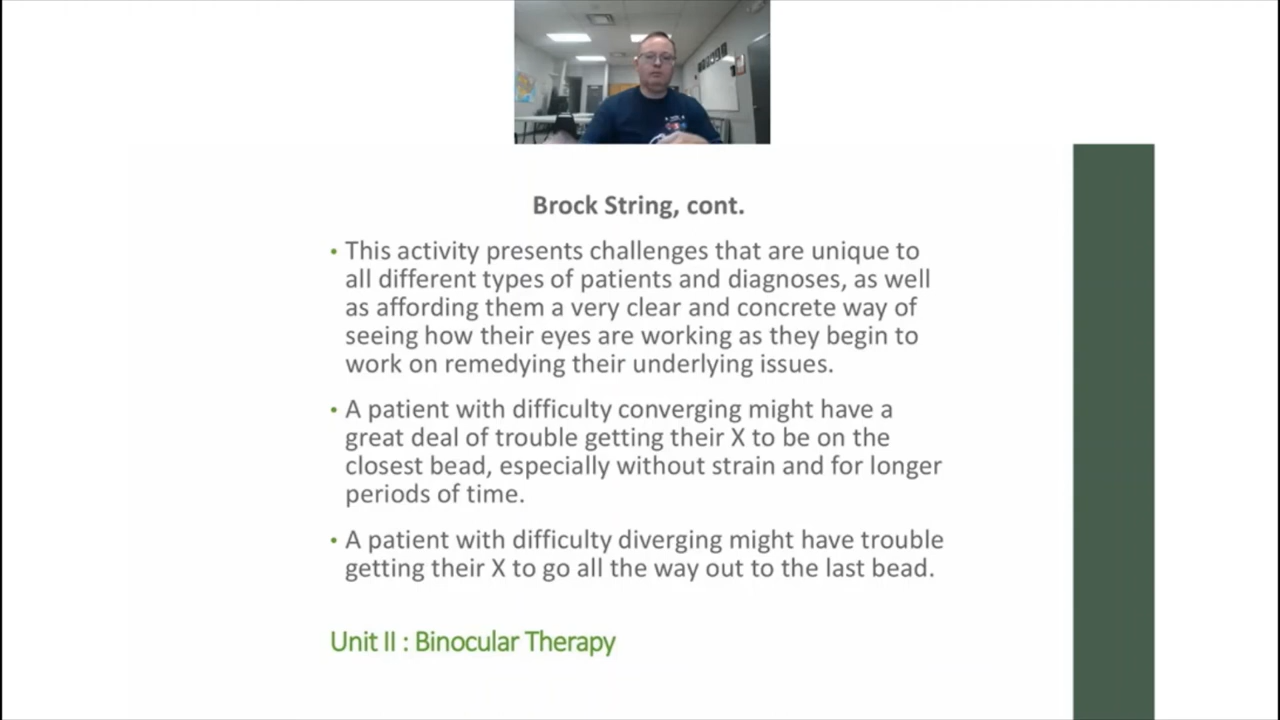 Brock String, cont.
• This activity presents challenges that are unique to
all different types of patients and diagnoses, as well
as affording them a very clear and concrete way of
seeing how their eyes are working as they begin to
work on remedying their underlying issues.
• A patient with difficulty converging might have a
great deal of trouble getting their X to be on the
closest bead, especially without strain and for longer
periods of time.
• A patient with difficulty diverging might have trouble
getting their X to go all the way out to the last bead.
Unit II : Binocular Therapy